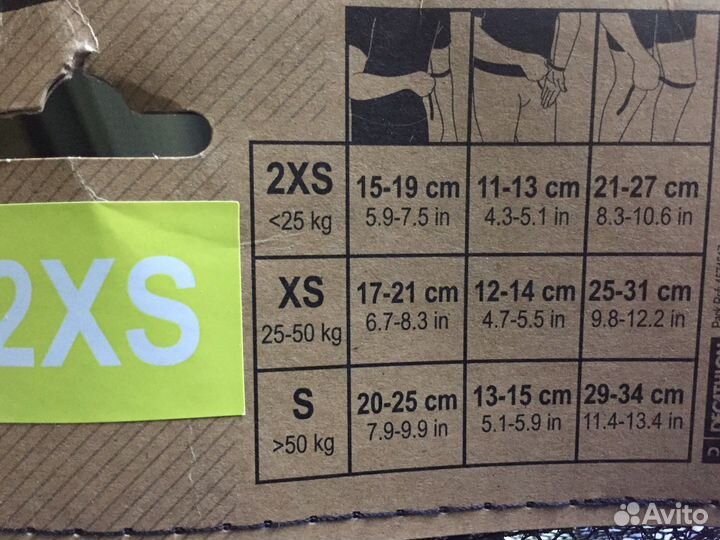 2XS
2XS 15-19 cm 11-13 cm 21-27 cm
<25 kg 5.9-7.5 in 4.3-5.1 in 8.3-10.6 in
XS 17-21 cm 12-14 cm 25-31 cm
25-50 kg 6.7-8.3 in 4.7-5.5 in 9.8-12.2 in
S 20-25 cm 13-15 cm 29-34 cm
>50 kg 7.9-9.9 in 5.1-5.9 in 11.4-13.4 in
Avito